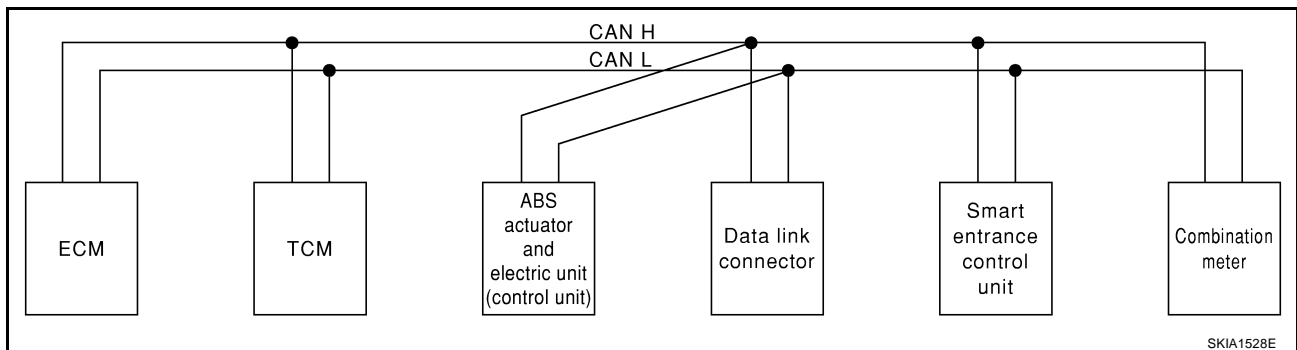 CAN H
CAN L
ECM
TCM
ABS
actuator
and
electric unit
(control unit)
Data link
connector
Smart
entrance
control
unit
Combination
meter
SKIA1528E